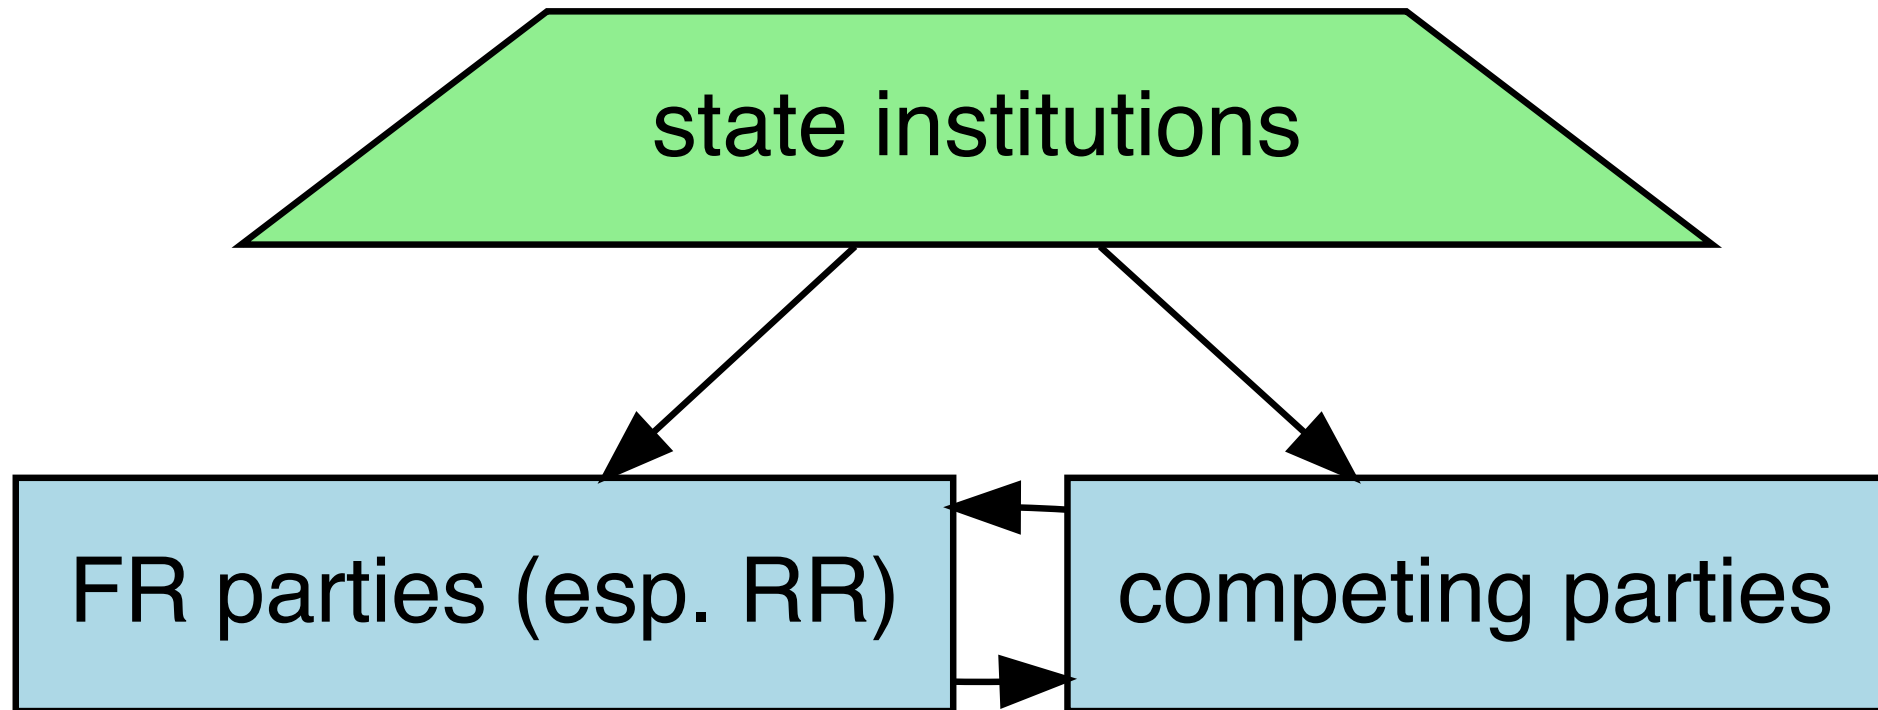 state institutions
FR parties (esp. RR)
competing parties